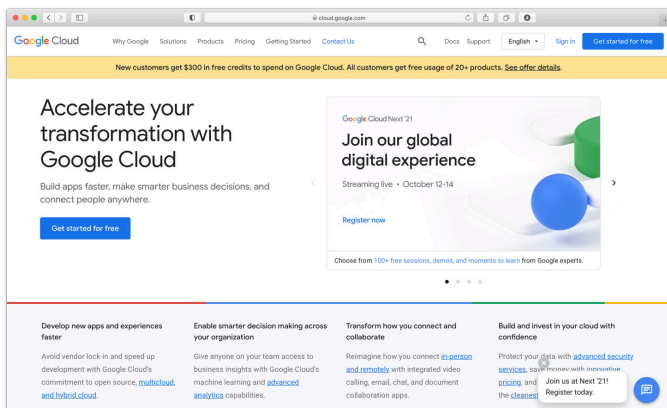 cloud.google.com
Google Cloud Why Google Solutions Products Pricing Getting Started Contact Us Docs Support English Sign in Get started for free
New customers get $300 in free credits to spend on Google Cloud. All customers get free usage of 20+ products. See offer details.
Accelerate your
transformation with
Google Cloud
Build apps faster, make smarter business decisions, and
connect people anywhere.
Get started for free
Google Cloud Next '21
Join our global
digital experience
Streaming live • October 12-14
Register now
Choose from 100+ free sessions, demos, and moments to learn from Google experts.
Develop new apps and experiences
faster
Avoid vendor lock-in and speed up
development with Google Cloud's
commitment to open source, multicloud,
and hybrid cloud.
Enable smarter decision making across
your organization
Give anyone on your team access to
business insights with Google Cloud's
machine learning and advanced
analytics capabilities.
Transform how you connect and
collaborate
Reimagine how you connect in-person
and remotely with integrated video
calling, email, chat, and document
collaboration apps.
Build and invest in your cloud with
confidence
Protect your data with advanced security
services, save money with innovative
pricing, and
the cleanest
Join us at Next '21!
Register today.